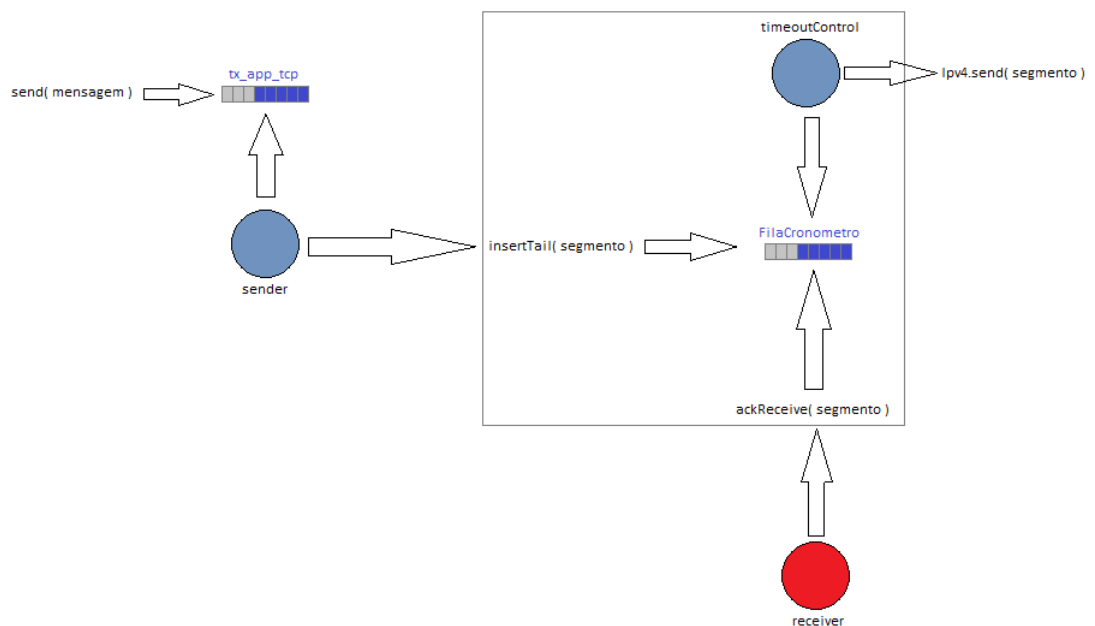 timeoutControl
tx_app_tcp
send( mensagem )
Ipv4.send( segmento )
FilaCronometro
insertTail( segmento )
sender
ackReceive( segmento )
receiver